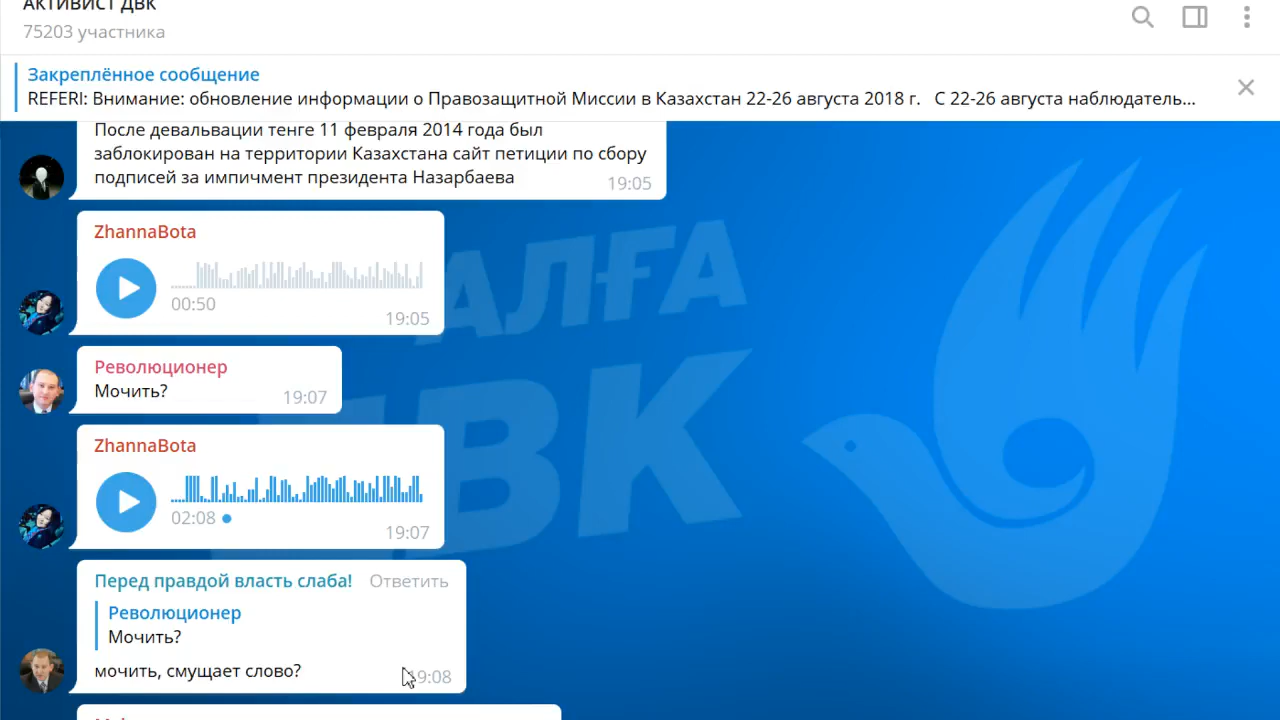 АКТИВИСТ ДВК
75203 участника
Закреплённое сообщение
REFERI: Внимание: обновление информации о Правозащитной Миссии в Казахстан 22-26 августа 2018 г. С 22-26 августа наблюдатель...
После девальвации тенге 11 февраля 2014 года был
заблокирован на территории Казахстана сайт петиции по сбору
подписей за импичмент президента Назарбаева
19:05
ZhannaBota
00:50
19:05
АЛҒА
ДВК
Революционер
Мочить?
19:07
ZhannaBota
02:08
19:07
Перед правдой власть слаба! Ответить
Революционер
Мочить?
мочить, смущает слово?
19:08